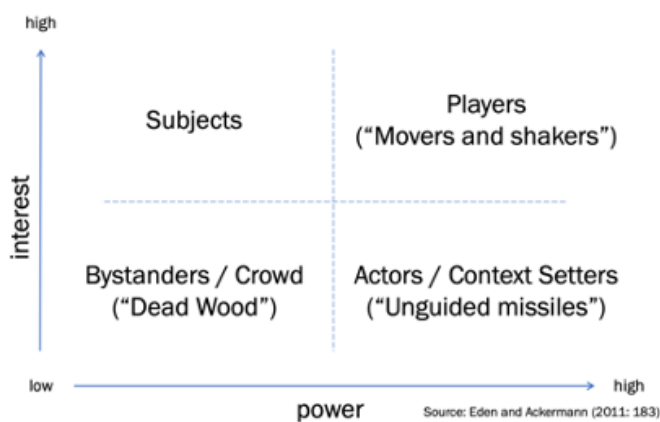 high
Subjects
Players
(“Movers and shakers”)
interest
Bystanders / Crowd
(“Dead Wood”)
Actors / Context Setters
(“Unguided missiles”)
low
high
power
Source: Eden and Ackermann (2011: 183)